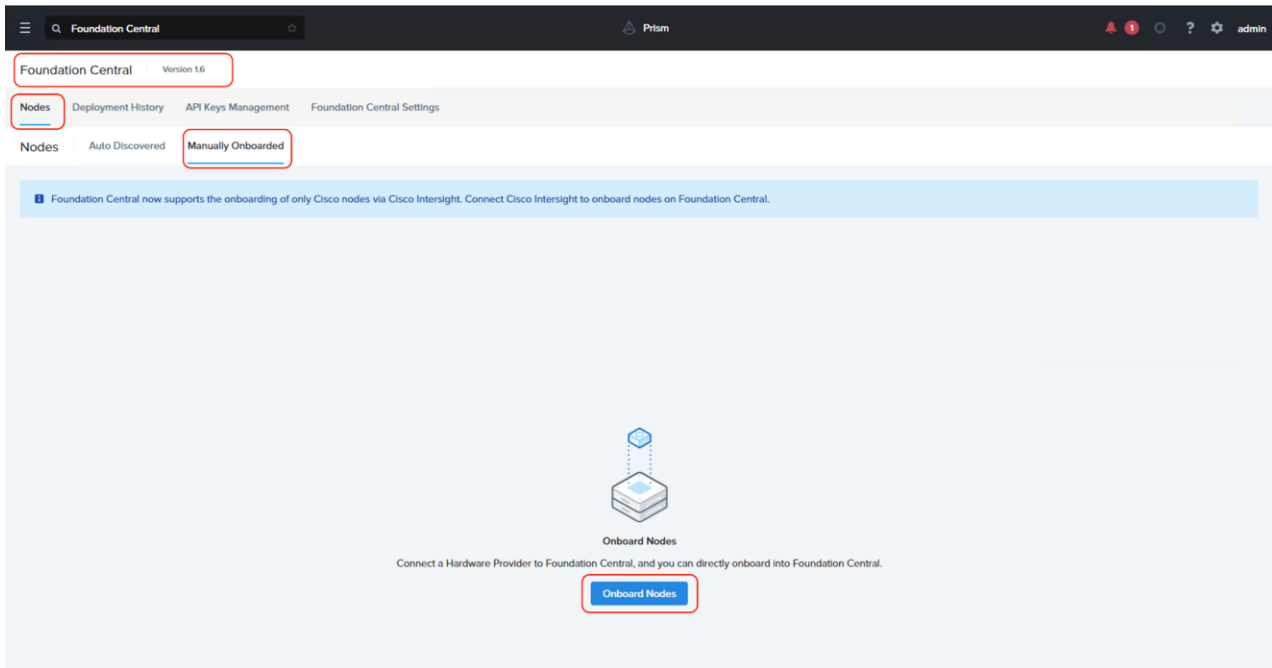 Foundation Central
Prism
1
?
admin
Foundation Central Version 1.6
Nodes Deployment History API Keys Management Foundation Central Settings
Nodes Auto Discovered Manually Onboarded
Foundation Central now supports the onboarding of only Cisco nodes via Cisco Intersight. Connect Cisco Intersight to onboard nodes on Foundation Central.
Onboard Nodes
Connect a Hardware Provider to Foundation Central, and you can directly onboard into Foundation Central.
Onboard Nodes